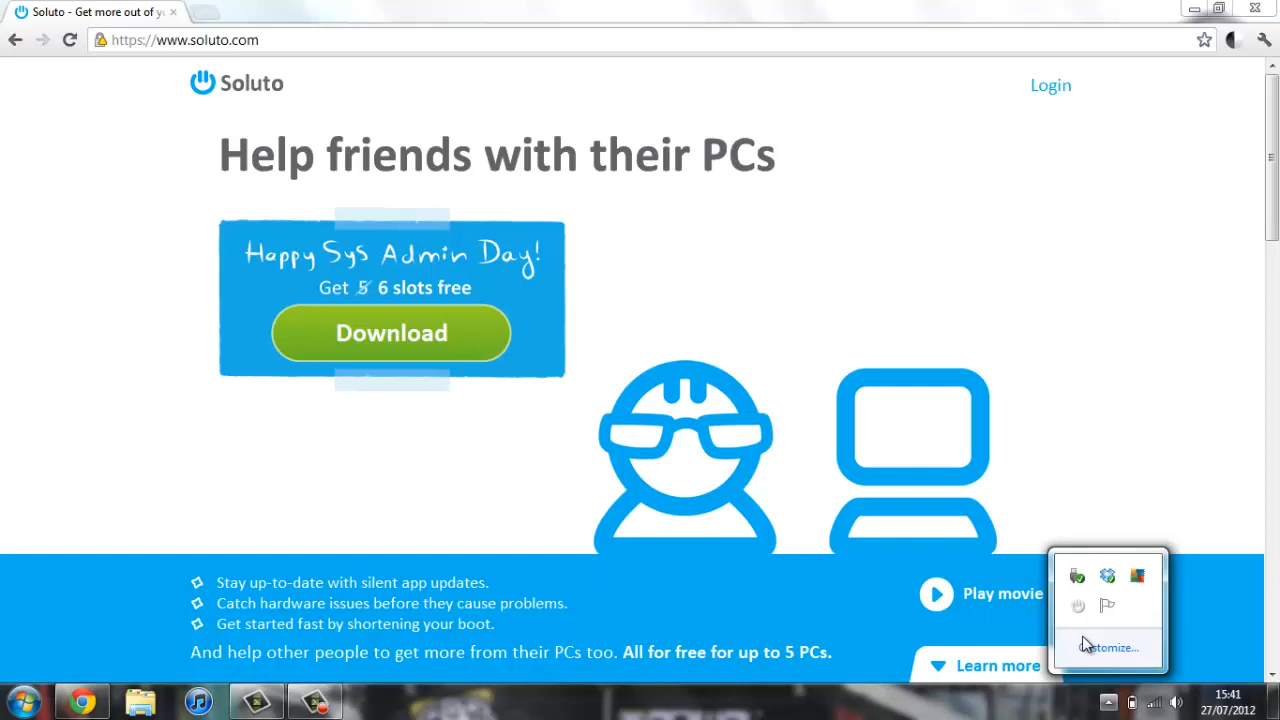 Soluto - Get more out of y
https://www.soluto.com
Soluto
Login
Help friends with their PCs
Happy Sys Admin Day!
Get 5 6 slots free
Download
Stay up-to-date with silent app updates.
Catch hardware issues before they cause problems.
Get started fast by shortening your boot.
And help other people to get more from their PCs too. All for free for up to 5 PCs.
Play movie
Learn more
Customize...
15:41
27/07/2012